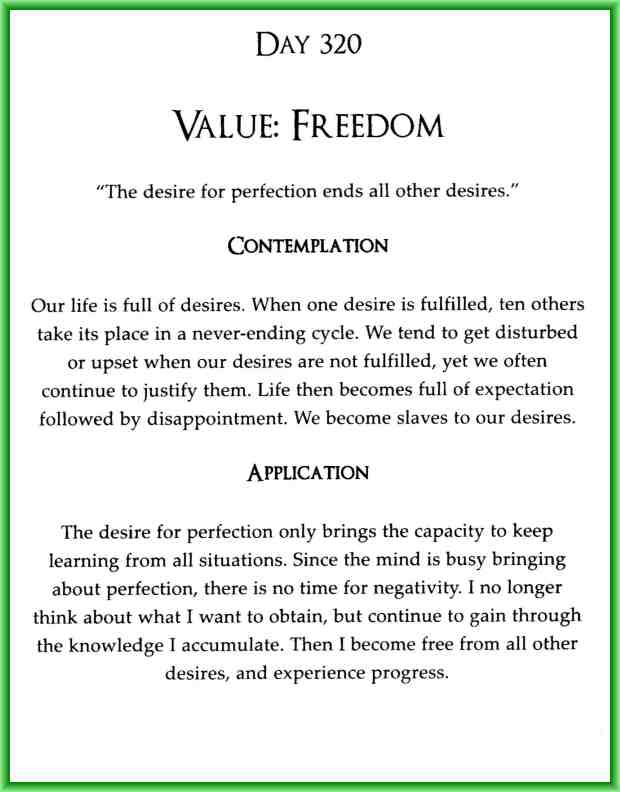 DAY 320
VALUE: FREEDOM
"The desire for perfection ends all other desires."
CONTEMPLATION
Our life is full of desires. When one desire is fulfilled, ten others
take its place in a never-ending cycle. We tend to get disturbed
or upset when our desires are not fulfilled, yet we often
continue to justify them. Life then becomes full of expectation
followed by disappointment. We become slaves to our desires.
APPLICATION
The desire for perfection only brings the capacity to keep
learning from all situations. Since the mind is busy bringing
about perfection, there is no time for negativity. I no longer
think about what I want to obtain, but continue to gain through
the knowledge I accumulate. Then I become free from all other
desires, and experience progress.